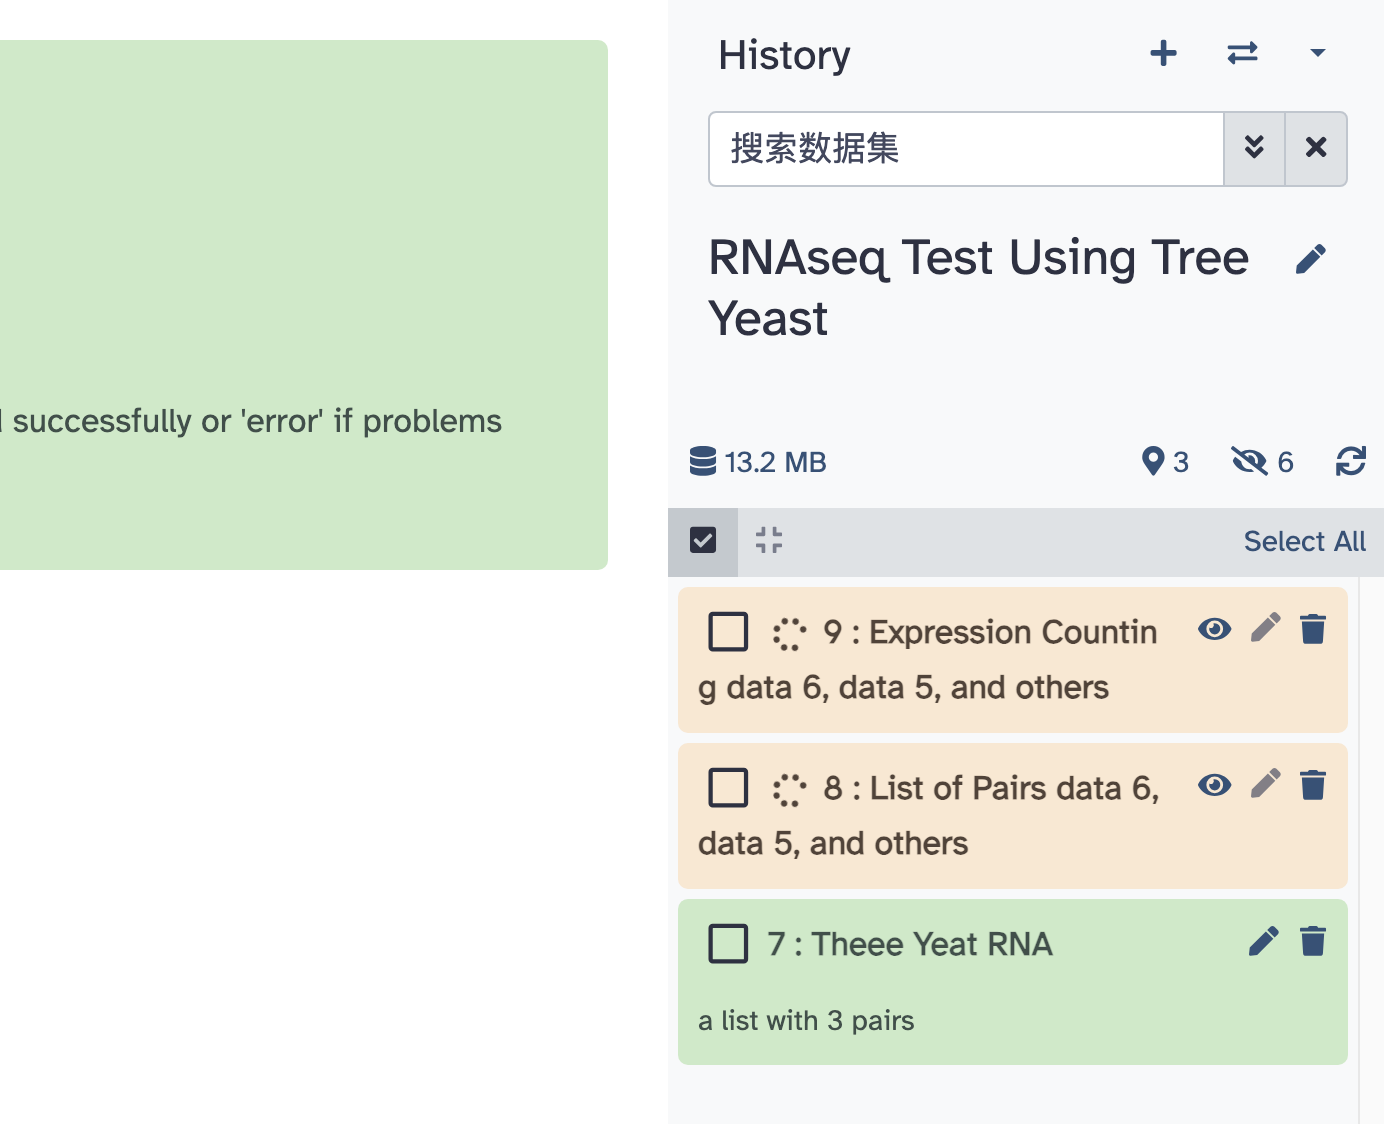 successfully or 'error' if problems
History
搜索数据集
RNAseq Test Using Tree
Yeast
13.2 MB
3
6
Select All
9 : Expression Countin
g data 6, data 5, and others
8 : List of Pairs data 6,
data 5, and others
7 : Theee Yeat RNA
a list with 3 pairs